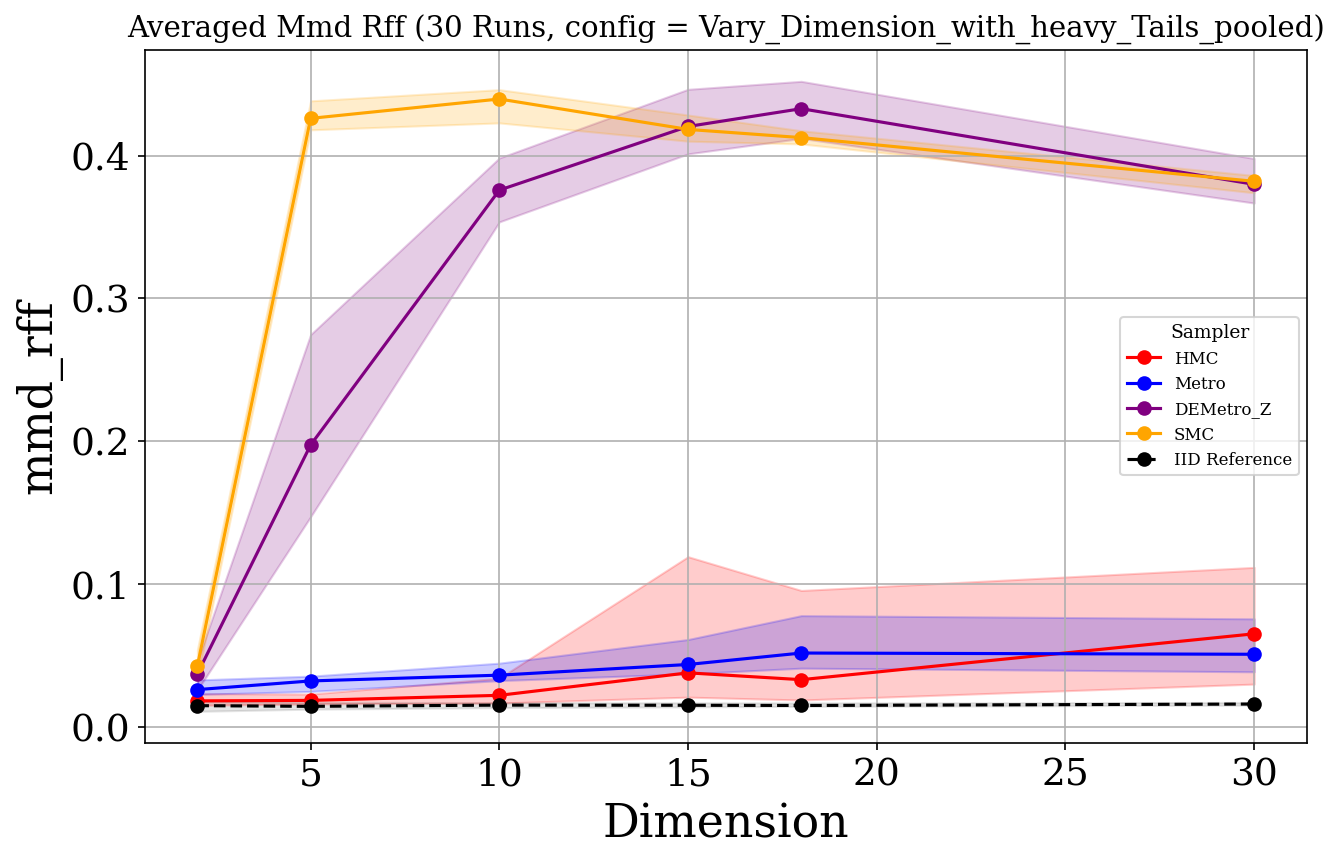 Averaged Mmd Rff (30 Runs, config = Vary_Dimension_with_heavy_Tails_pooled)
mmd_rff
0.4
0.3
0.2
0.1
0.0
Sampler
HMC
Metro
DEMetro_Z
SMC
IID Reference
5 10 15 20 25 30
Dimension